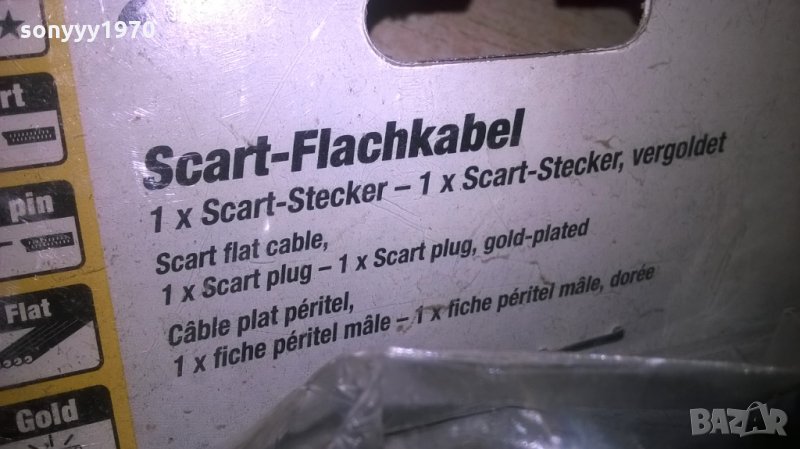 sonyyy1970
rt
pin
Flat
Gold
Scart-Flachkabel
1 x Scart-Stecker – 1 x Scart-Stecker, vergoldet
Scart flat cable,
1 x Scart plug – 1 x Scart plug, gold-plated
Câble plat péritel,
1 x fiche péritel mâle – 1 x fiche péritel mâle, dorée
BAZAR